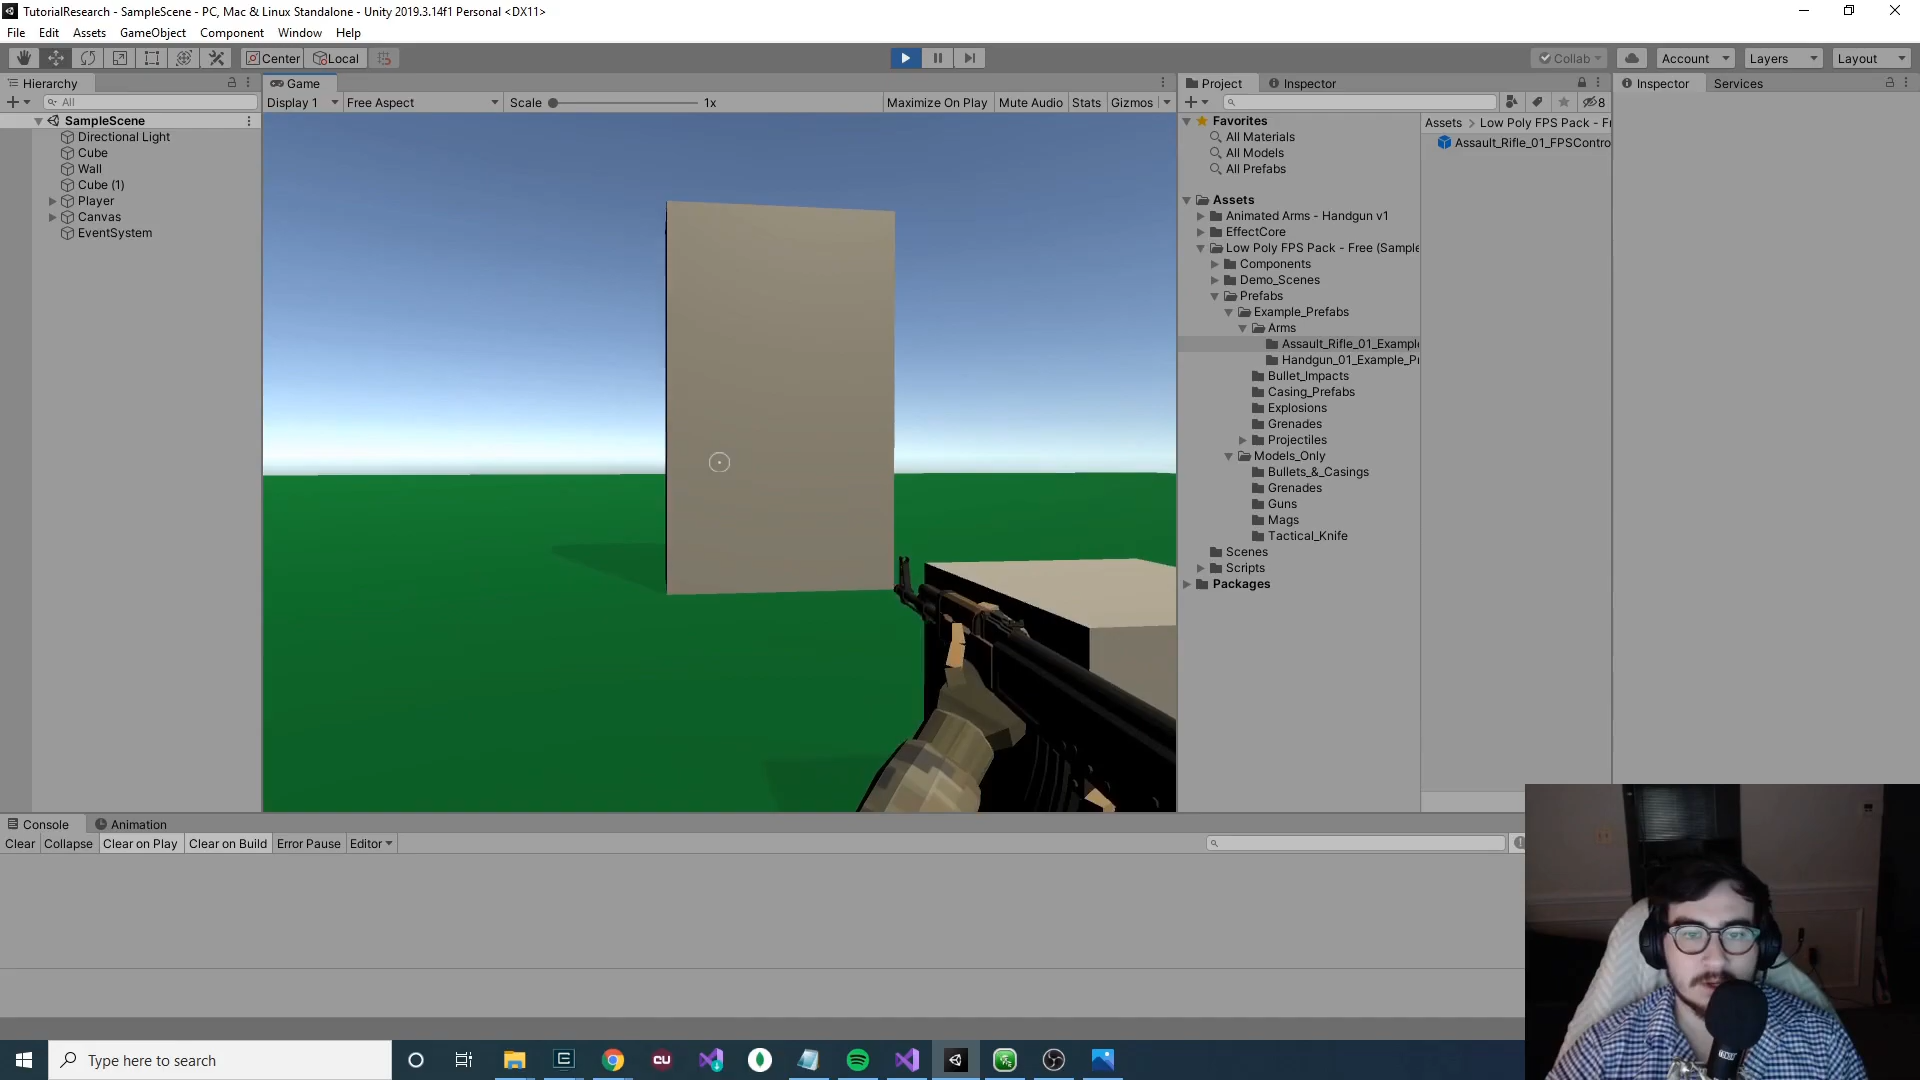 TutorialResearch - SampleScene - PC, Mac & Linux Standalone - Unity 2019.3.14f1 Personal <DX11>
File Edit Assets GameObject Component Window Help
Center Local Collab Account Layers Layout
Hierarchy
All
SampleScene
Directional Light
Cube
Wall
Cube (1)
Player
Canvas
EventSystem
Game
Display 1 Free Aspect Scale 1x Maximize On Play Mute Audio Stats Gizmos
Project Inspector
8
Favorites
All Materials
All Models
All Prefabs
Assets
Animated Arms - Handgun v1
EffectCore
Low Poly FPS Pack - Free (Sample
Components
Demo_Scenes
Prefabs
Example_Prefabs
Arms
Assault_Rifle_01_Example
Handgun_01_Example_Pr
Bullet_Impacts
Casing_Prefabs
Explosions
Grenades
Projectiles
Models_Only
Bullets_&_Casings
Grenades
Guns
Mags
Tactical_Knife
Scenes
Scripts
Packages
Assets > Low Poly FPS Pack - Fr
Assault_Rifle_01_FPSContro
Inspector Services
Console Animation
Clear Collapse Clear on Play Clear on Build Error Pause Editor
Type here to search
CU